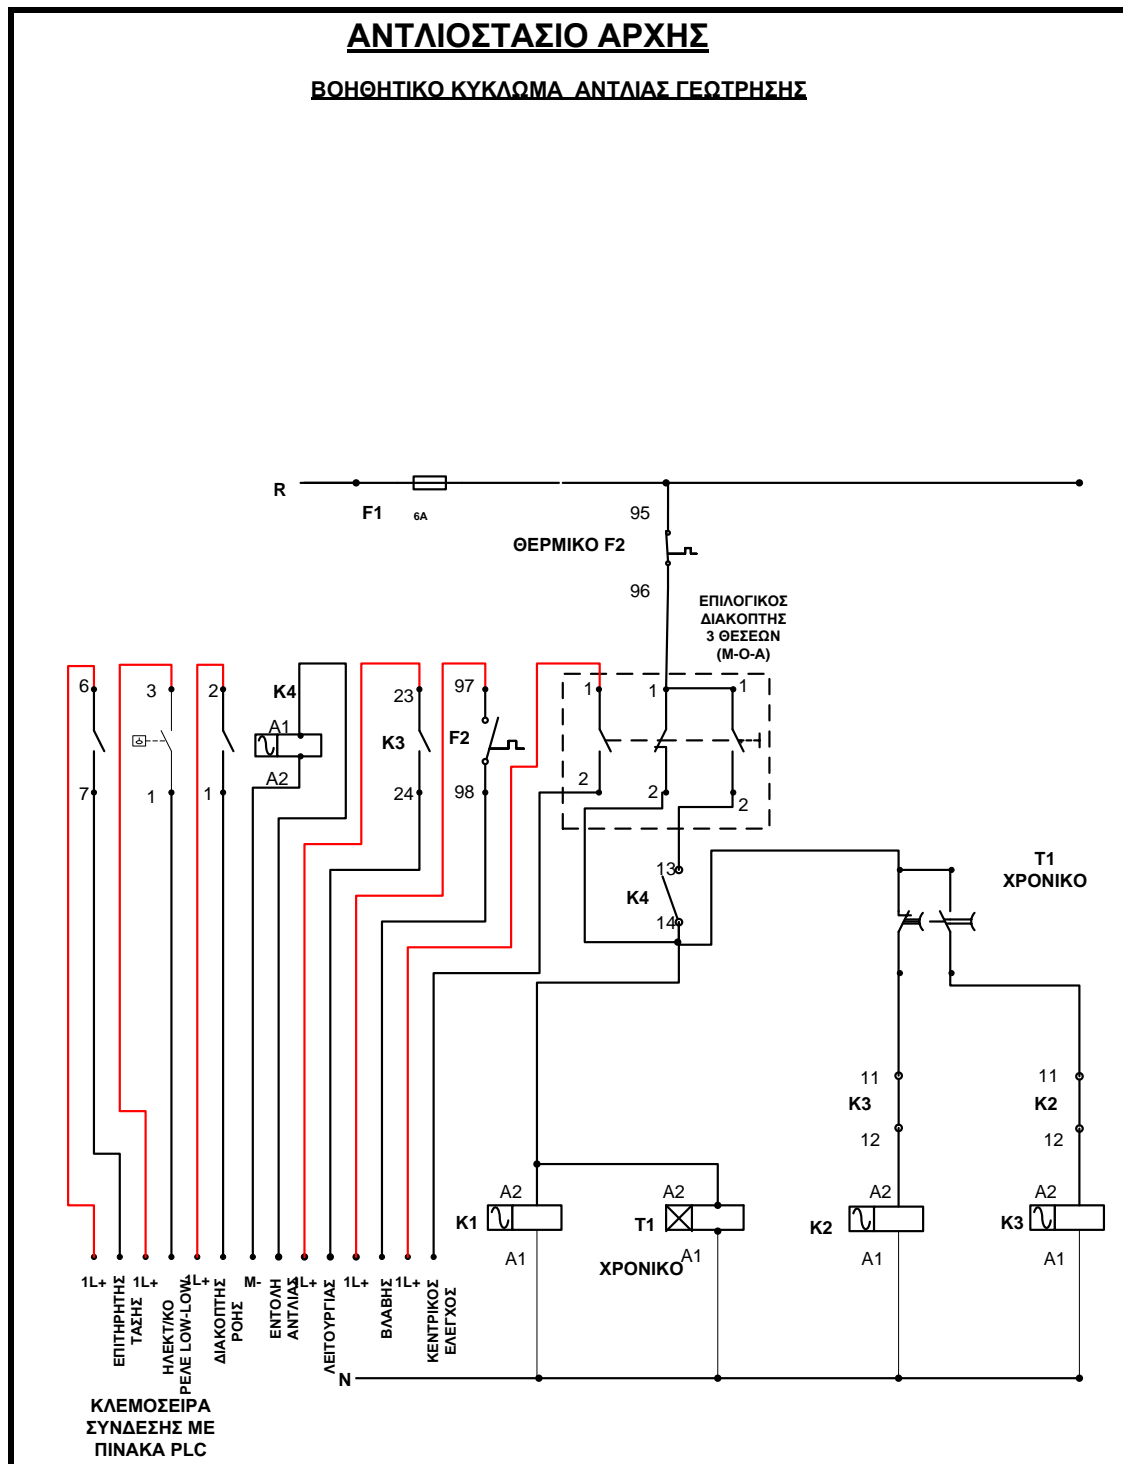 ΑΝΤΛΙΟΣΤΑΣΙΟ ΑΡΧΗΣ
ΒΟΗΘΗΤΙΚΟ ΚΥΚΛΩΜΑ ΑΝΤΛΙΑΣ ΓΕΩΤΡΗΣΗΣ
R
F1
6A
95
ΘΕΡΜΙΚΟ F2
96
ΕΠΙΛΟΓΙΚΟΣ
ΔΙΑΚΟΠΤΗΣ
3 ΘΕΣΕΩΝ
(Μ-Ο-Α)
6
3
2
K4
23
97
1
1
1
A1
K3
F2
A2
7
1
1
24
98
2
2
2
13
K4
14
T1
ΧΡΟΝΙΚΟ
11
K3
12
11
K2
12
A2
K1
A1
A2
T1
A1
ΧΡΟΝΙΚΟ
A2
K2
A1
A2
K3
A1
1L+
ΕΠΙΤΗΡΗΤΗΣ
ΤΑΣΗΣ
1L+
ΗΛΕΚΤ/ΚΟ
ΡΕΛΕ LOW-LOW
1L+
ΔΙΑΚΟΠΤΗΣ
ΡΟΗΣ
M-
ΕΝΤΟΛΗ
ΑΝΤΛΙΑΣ
1L+
ΛΕΙΤΟΥΡΓΙΑΣ
1L+
ΒΛΑΒΗΣ
1L+
ΚΕΝΤΡΙΚΟΣ
ΕΛΕΓΧΟΣ
N
ΚΛΕΜΟΣΕΙΡΑ
ΣΥΝΔΕΣΗΣ ΜΕ
ΠΙΝΑΚΑ PLC